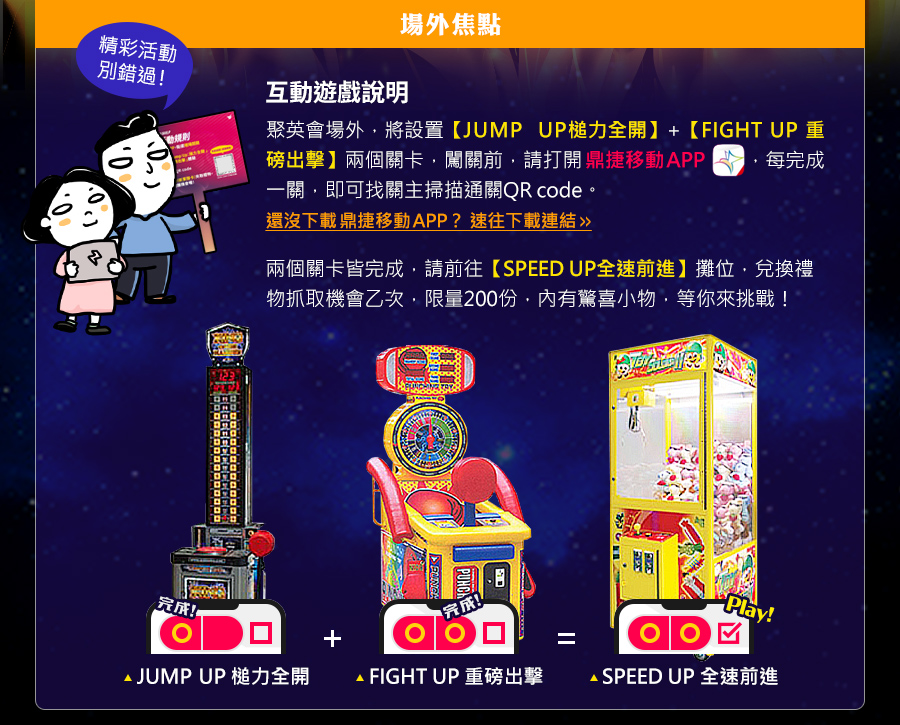 場外焦點
精彩活動
別錯過!
動規則
互動遊戲說明
聚英會場外，將設置【JUMP UP槌力全開】+【FIGHT UP 重
磅出擊】兩個關卡，闖關前，請打開 鼎捷移動APP ，每完成
一關，即可找關主掃描通關QR code。
還沒下載 鼎捷移動APP？ 速往下載連結 »
兩個關卡皆完成，請前往【SPEED UP全速前進】攤位，兌換禮
物抓取機會乙次，限量200份，內有驚喜小物，等你來挑戰！
完成!
完成!
Play!
+
=
▲ JUMP UP 槌力全開
▲ FIGHT UP 重磅出擊
▲ SPEED UP 全速前進